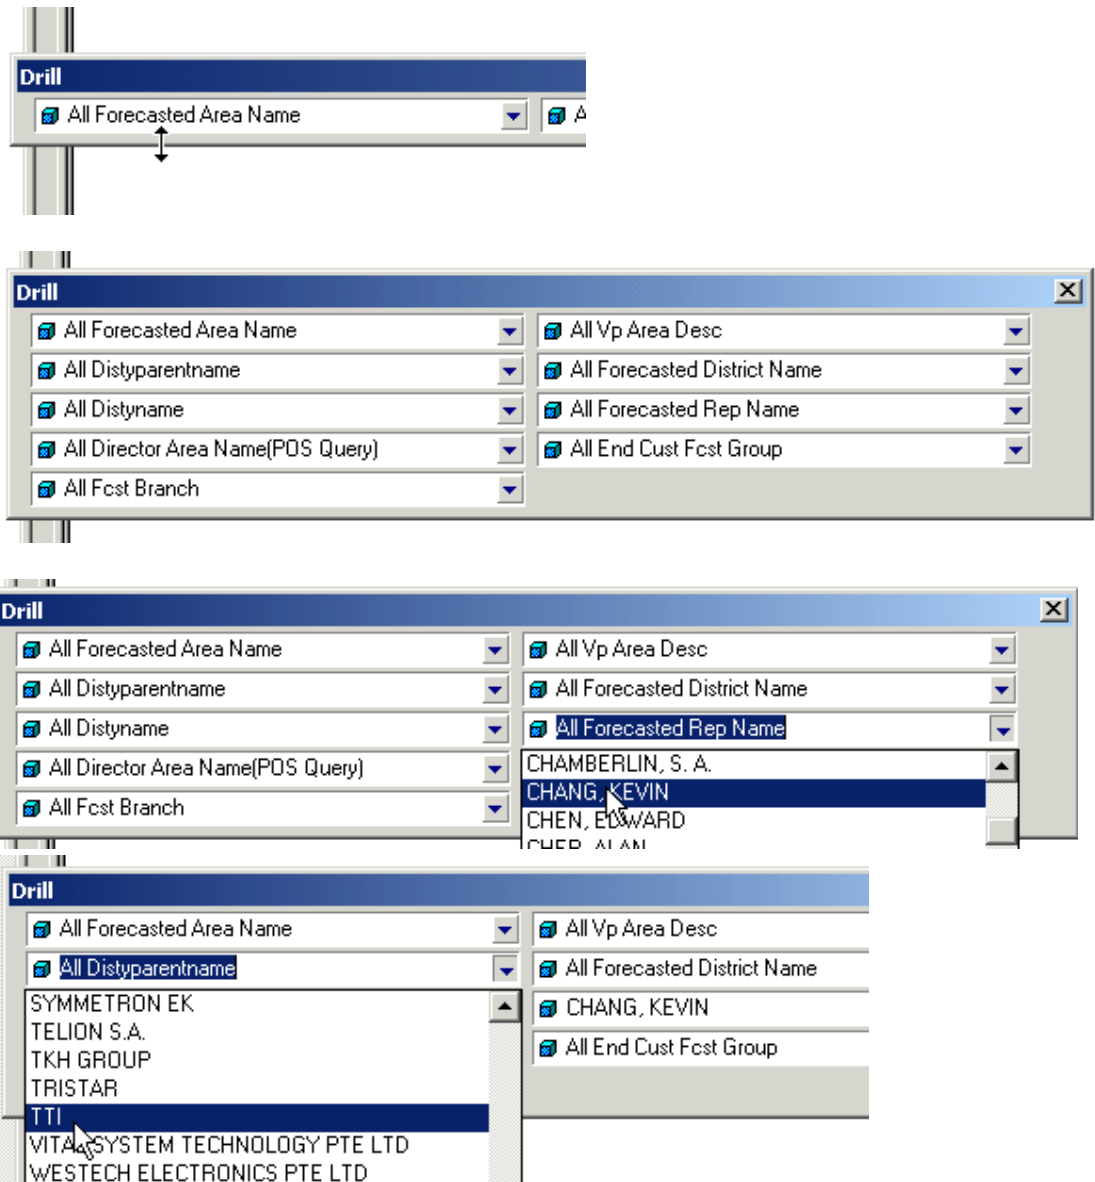 Drill
All Forecasted Area Name
Drill
All Forecasted Area Name All Vp Area Desc
All Distyparentname All Forecasted District Name
All Distyname All Forecasted Rep Name
All Director Area Name(POS Query) All End Cust Fcst Group
All Fcst Branch
Drill
All Forecasted Area Name All Vp Area Desc
All Distyparentname All Forecasted District Name
All Distyname All Forecasted Rep Name
All Director Area Name(POS Query) CHAMBERLIN, S. A.
CHANG, KEVIN
All Fcst Branch CHEN, EDWARD
Drill
All Forecasted Area Name All Vp Area Desc
All Distyparentname All Forecasted District Name
SYMMETRON EK CHANG, KEVIN
TELION S.A.
TKH GROUP All End Cust Fcst Group
TRISTAR
TTI
SYSTEM TECHNOLOGY PTE LTD
WESTECH ELECTRONICS PTE LTD